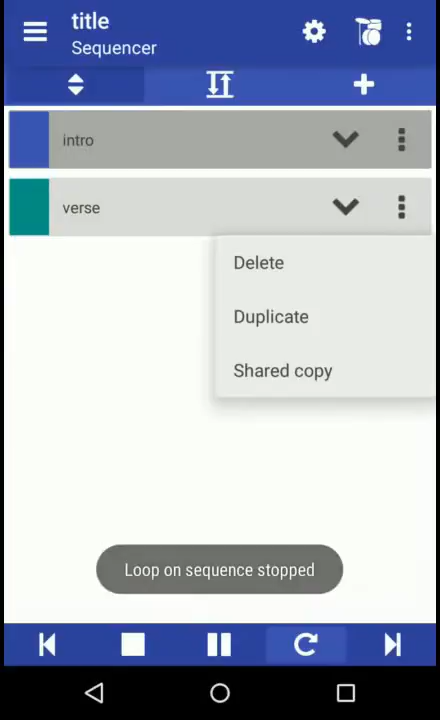 title
Sequencer
intro
verse
Delete
Duplicate
Shared copy
Loop on sequence stopped